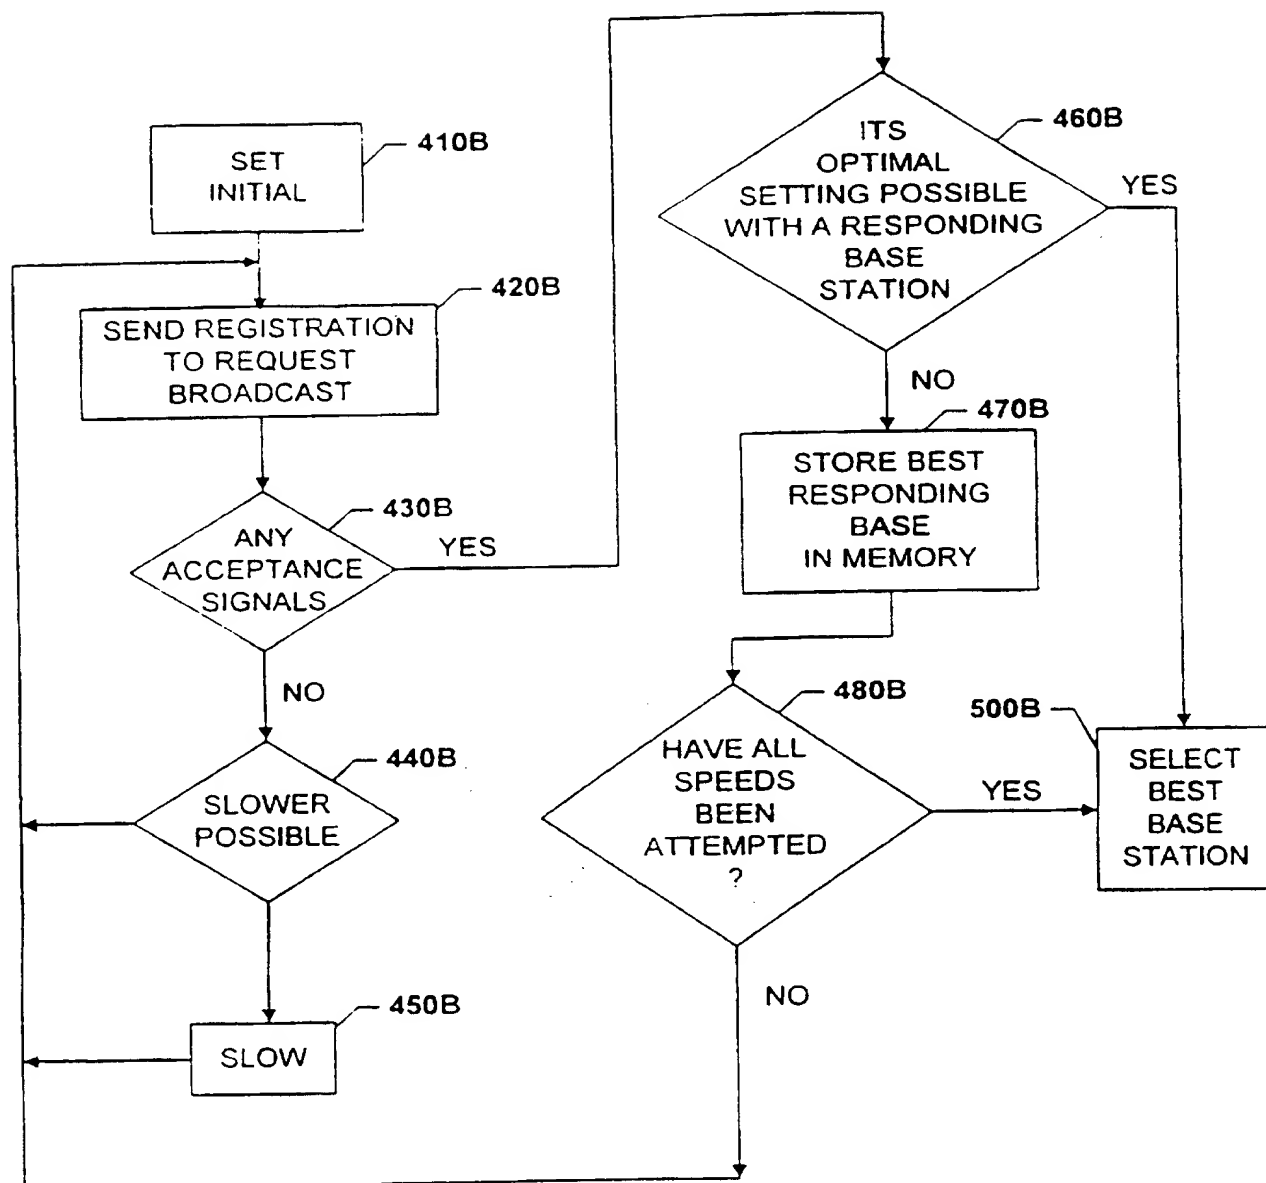 SET
INITIAL
410B
SEND REGISTRATION
TO REQUEST
BROADCAST
420B
ANY
ACCEPTANCE
SIGNALS
430B
YES
NO
SLOWER
POSSIBLE
440B
SLOW
450B
ITS
OPTIMAL
SETTING POSSIBLE
WITH A RESPONDING
BASE
STATION
460B
YES
NO
STORE BEST
RESPONDING
BASE
IN MEMORY
470B
HAVE ALL
SPEEDS
BEEN
ATTEMPTED
?
480B
YES
NO
SELECT
BEST
BASE
STATION
500B